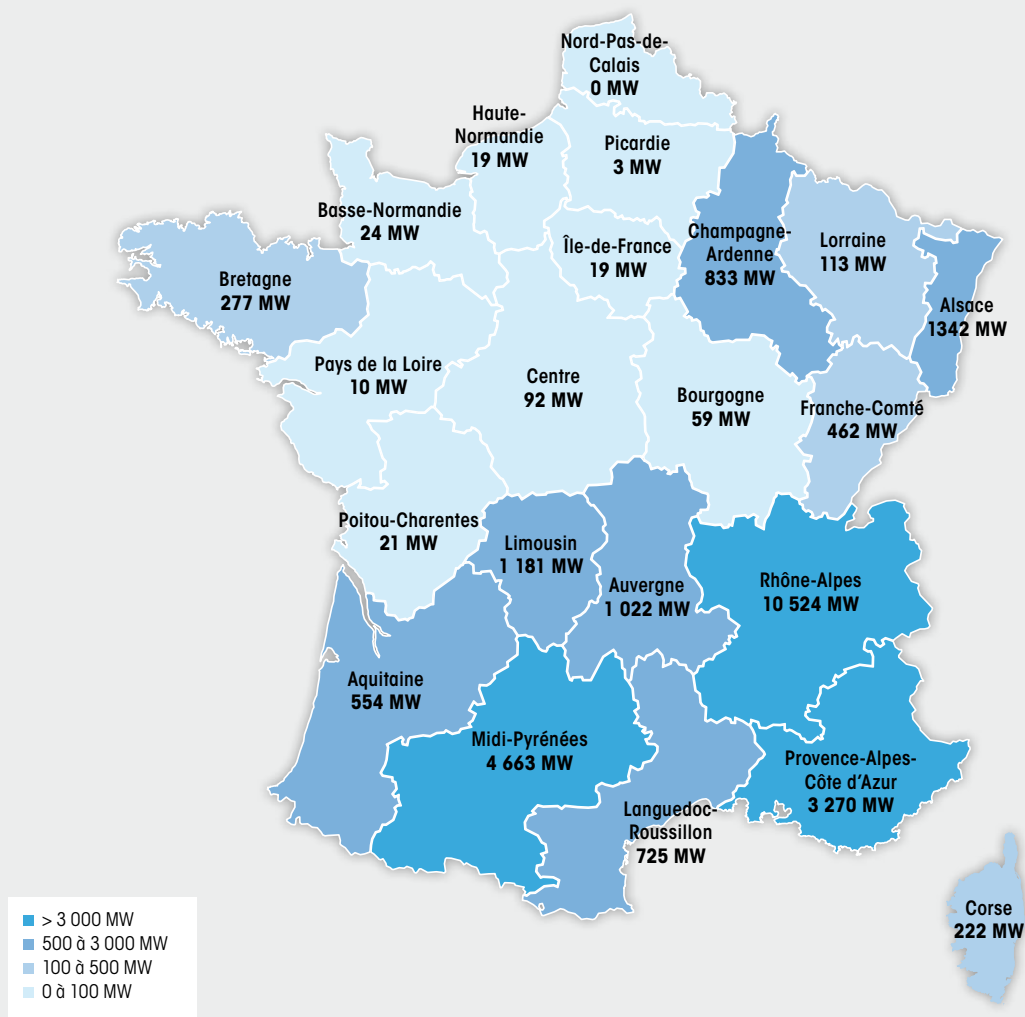 Nord-Pas-de-
Calais
0 MW
Haute-
Normandie
19 MW
Picardie
3 MW
Basse-Normandie
24 MW
Île-de-France
19 MW
Champagne-
Ardenne
833 MW
Lorraine
113 MW
Bretagne
277 MW
Alsace
1342 MW
Pays de la Loire
10 MW
Centre
92 MW
Bourgogne
59 MW
Franche-Comté
462 MW
Poitou-Charentes
21 MW
Limousin
1 181 MW
Auvergne
1 022 MW
Rhône-Alpes
10 524 MW
Aquitaine
554 MW
Midi-Pyrénées
4 663 MW
Provence-Alpes-
Côte d'Azur
3 270 MW
Languedoc-
Roussillon
725 MW
Corse
222 MW
> 3 000 MW
500 à 3 000 MW
100 à 500 MW
0 à 100 MW